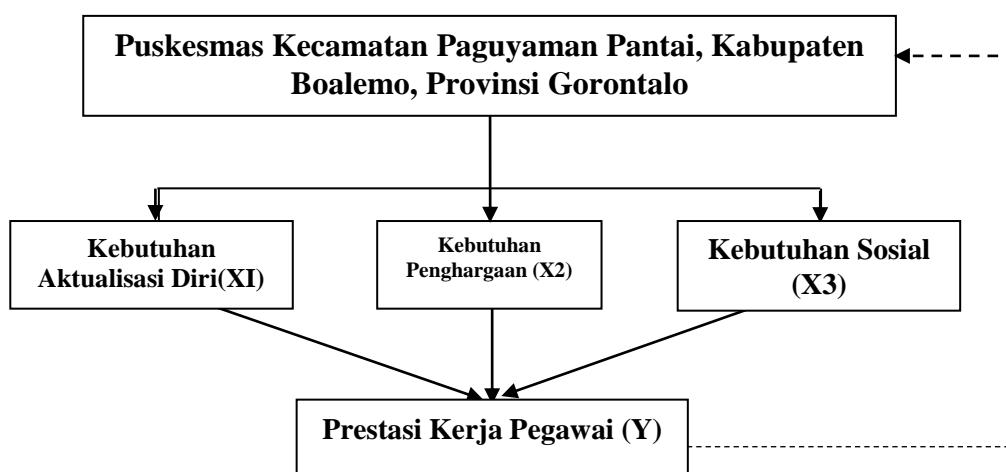 Puskesmas Kecamatan Paguyaman Pantai, Kabupaten
Boalemo, Provinsi Gorontalo
Kebutuhan
Aktualisasi Diri(XI)
Kebutuhan
Penghargaan (X2)
Kebutuhan Sosial
(X3)
Prestasi Kerja Pegawai (Y)